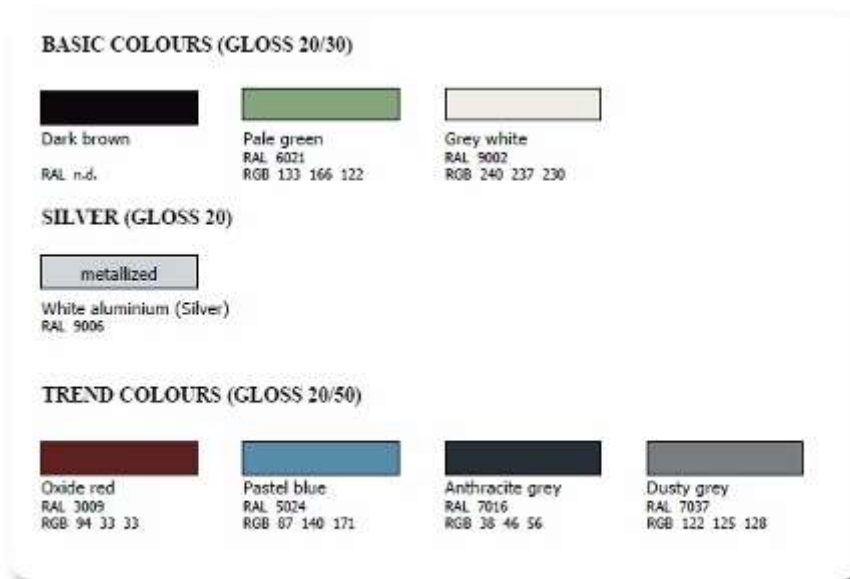 BASIC COLOURS (GLOSS 20/30)
Dark brown
RAL n.d.
Pale green
RAL 6021
RGB 133 166 122
Grey white
RAL 9002
RGB 240 237 230
SILVER (GLOSS 20)
metallized
White aluminium (Silver)
RAL 9006
TREND COLOURS (GLOSS 20/50)
Oxide red
RAL 3009
RGB 94 33 33
Pastel blue
RAL 5024
RGB 87 140 171
Anthracite grey
RAL 7016
RGB 38 46 56
Dusty grey
RAL 7037
RGB 122 125 128